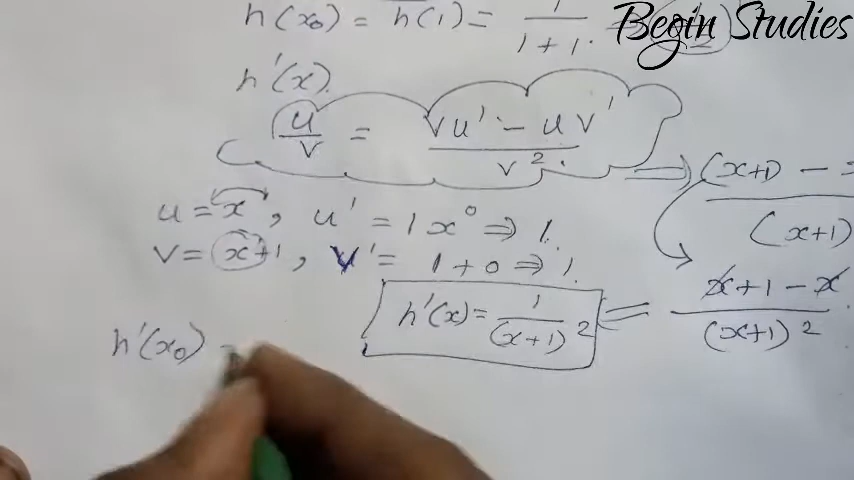 Begin Studies
h(x₀) = h(1) = 1/(1+1) =
h'(x)
u/v = (vu' - uv')/v² ⇒ (x+1) -
(x+1)
u = x, u' = 1x⁰ ⇒ 1.
v = x+1, v' = 1+0 ⇒ 1.
h'(x) = 1/(x+1)² = (x+1-x)/(x+1)²
h'(x₀) =